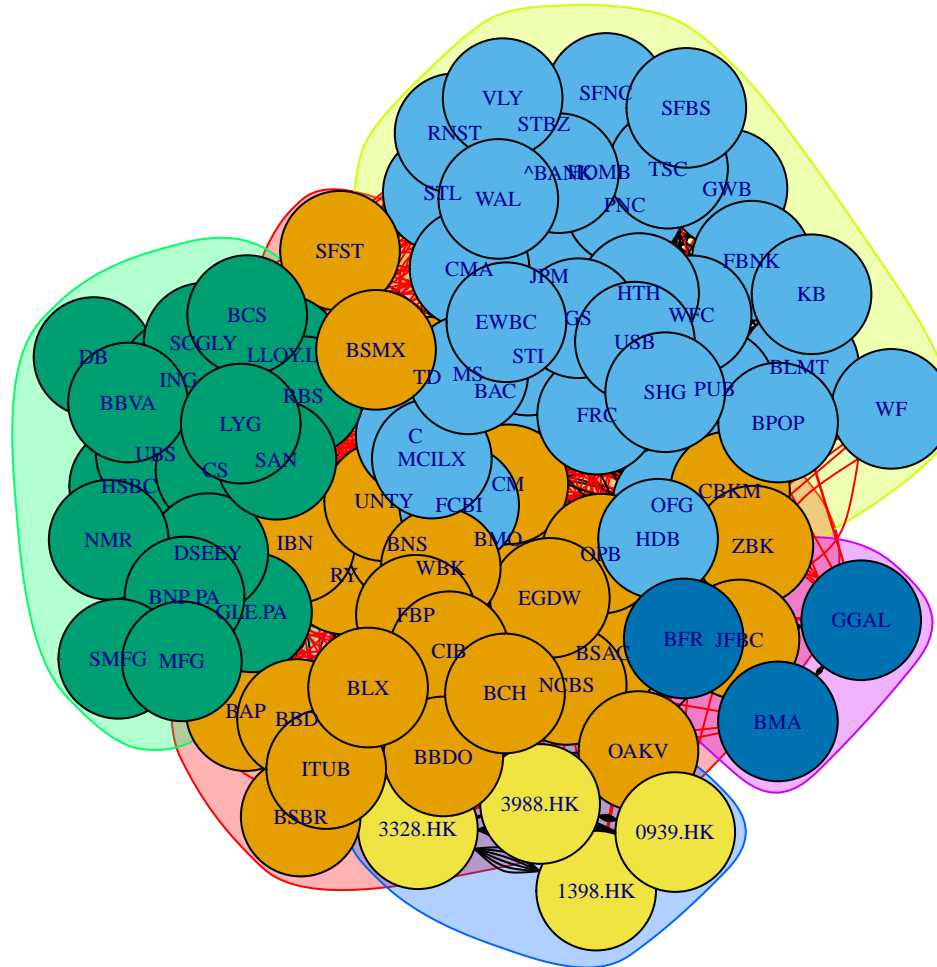 VLY
SFNC
SFBS
STBZ
RNST
^BANK
HOMB
TSC
STL
WAL
PNC
GWB
SFST
CMA
JPM
FBNK
HTH
KB
BCS
EWBC
GS
WFC
SCGLY
LLOY.L
BSMX
USB
DB
STI
ING
TD
MS
BAC
RBS
SHG
PUB
BLMT
BBVA
LYG
FRC
BPOP
WF
C
UBS
CS
SAN
MCILX
HSBC
UNTY
FCBI
CM
OFG
CBKM
NMR
DSEEY
IBN
BNS
BMO
OPB
HDB
ZBK
RY
WBK
BNP.PA
GLE.PA
FBP
EGDW
SMFG
MFG
CIB
BSAC
BFR
JFBC
GGAL
BAP
BBD
BLX
BCH
NCBS
BMA
ITUB
BBDO
OAKV
BSBR
3328.HK
3988.HK
0939.HK
1398.HK